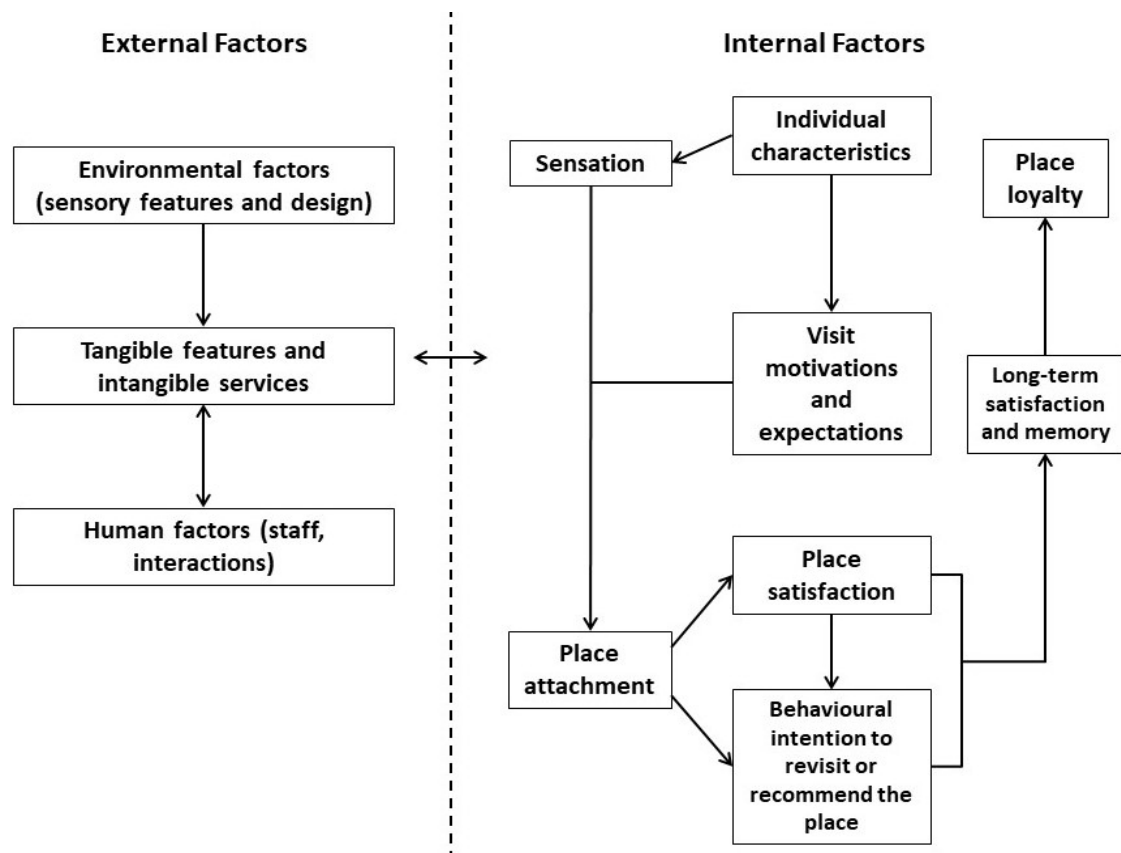 External Factors
Internal Factors
Environmental factors
(sensory features and design)
Tangible features and
intangible services
Human factors (staff,
interactions)
Sensation
Individual
characteristics
Visit
motivations
and
expectations
Place
attachment
Place
satisfaction
Behavioural
intention to
revisit or
recommend the
place
Place
loyalty
Long-term
satisfaction
and memory